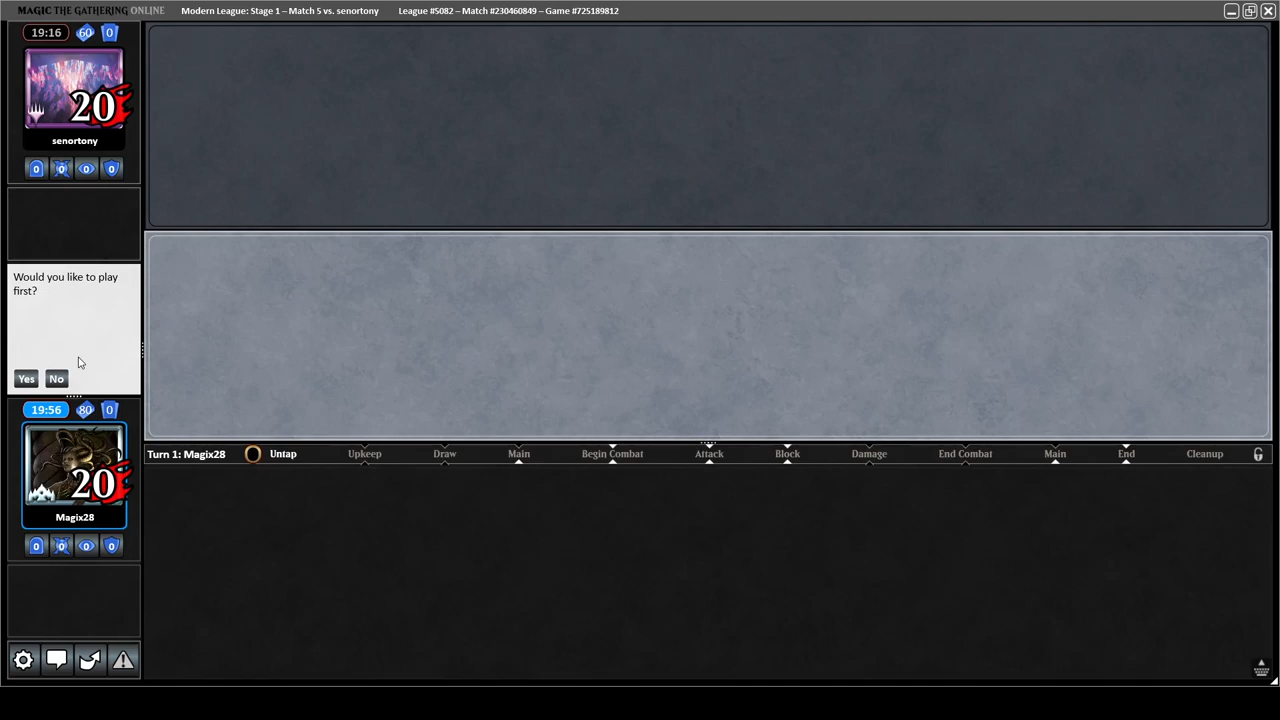 MAGIC THE GATHERING ONLINE Modern League: Stage 1 – Match 5 vs. senortony League #5082 – Match #230460849 – Game #725189812
19:16 60 0
20
senortony
0 0 0 0
Would you like to play
first?
Yes No
19:56 80 0
20
Magix28
Turn 1: Magix28 Untap Upkeep Draw Main Begin Combat Attack Block Damage End Combat Main End Cleanup
0 0 0 0